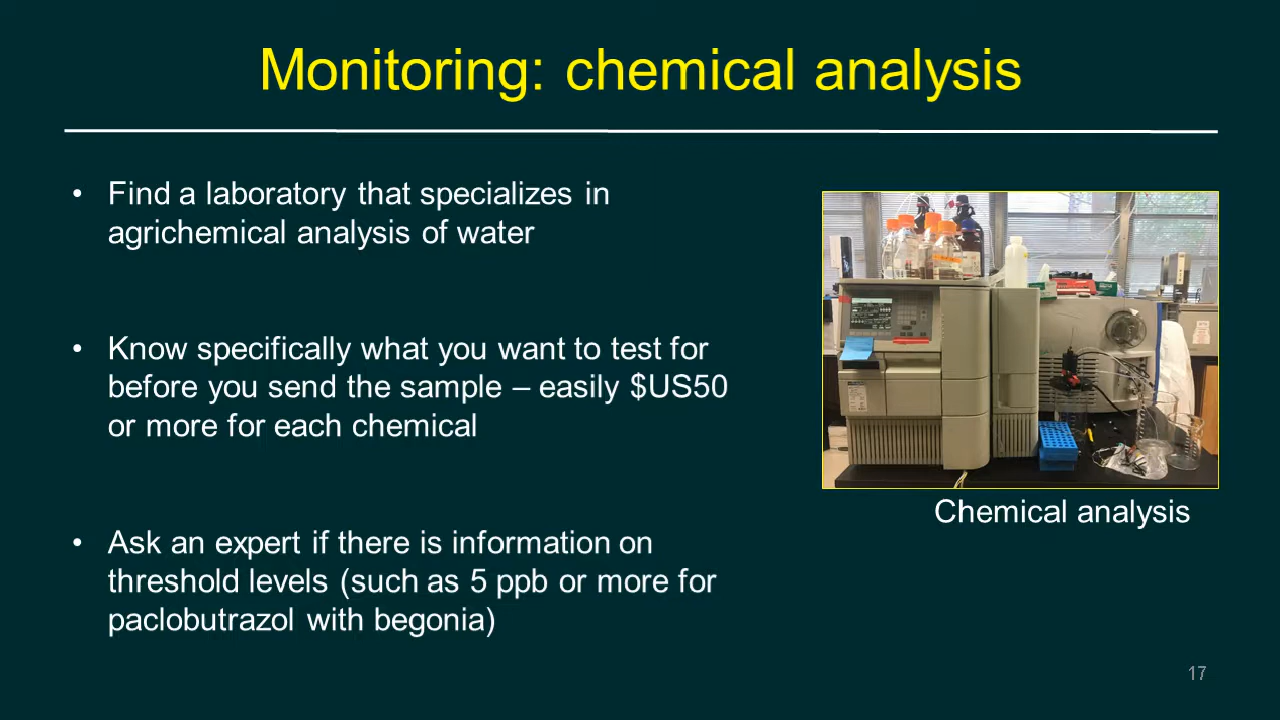 Monitoring: chemical analysis
• Find a laboratory that specializes in
agrichemical analysis of water
• Know specifically what you want to test for
before you send the sample – easily $US50
or more for each chemical
• Ask an expert if there is information on
threshold levels (such as 5 ppb or more for
paclobutrazol with begonia)
Chemical analysis
17